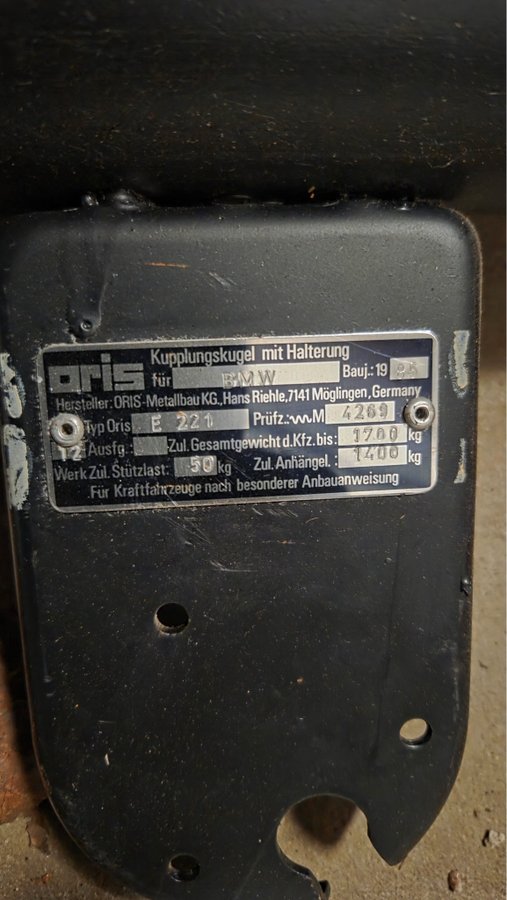 oris Kupplungskugel mit Halterung
für BMW Bauj.: 19 85
Hersteller: ORIS-Metallbau KG., Hans Riehle, 7141 Möglingen, Germany
Typ Oris E 221 Prüfz.: M 4269
12 Ausfg: Zul. Gesamtgewicht d. Kfz. bis: 1700 kg
Werk Zul. Stützlast: 50 kg Zul. Anhängel.: 1400 kg
Für Kraftfahrzeuge nach besonderer Anbauanweisung